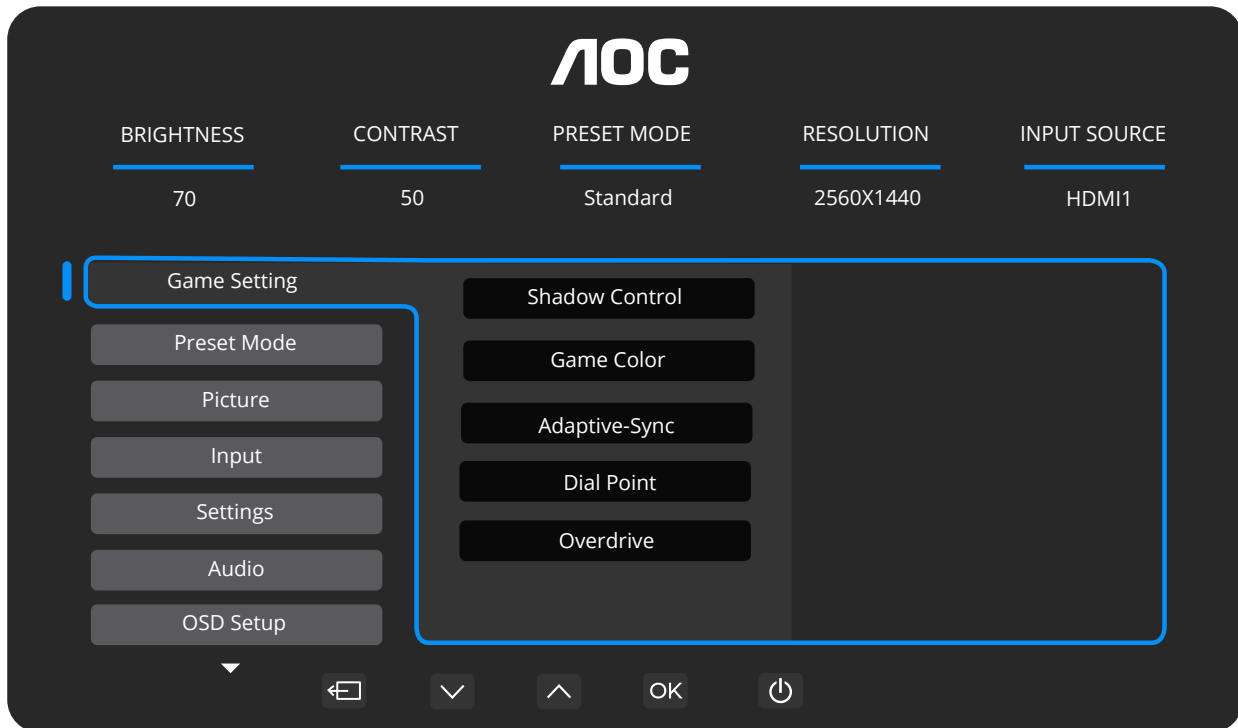 AOC
BRIGHTNESS CONTRAST PRESET MODE RESOLUTION INPUT SOURCE
70 50 Standard 2560X1440 HDMI1
Game Setting
Preset Mode
Picture
Input
Settings
Audio
OSD Setup
Shadow Control
Game Color
Adaptive-Sync
Dial Point
Overdrive
OK